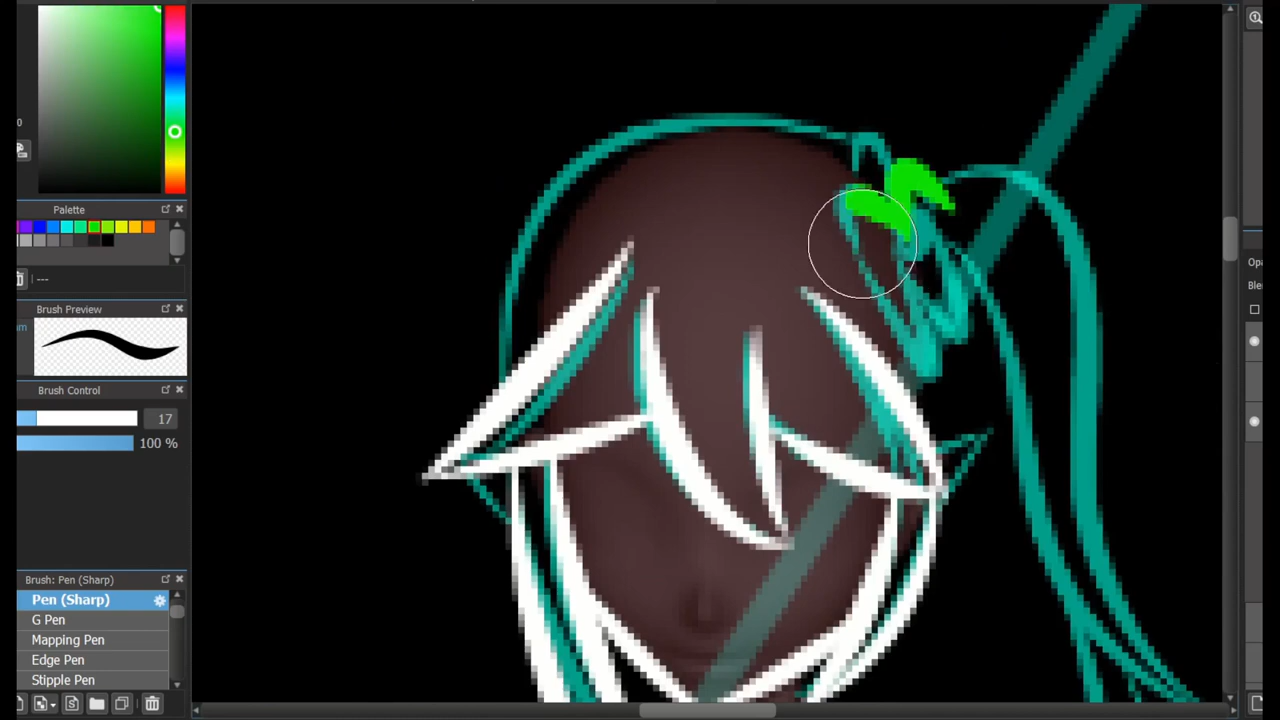 0
Palette
---
Brush Preview
am
Brush Control
17
100 %
Brush: Pen (Sharp)
Pen (Sharp)
G Pen
Mapping Pen
Edge Pen
Stipple Pen
Opa
Ble